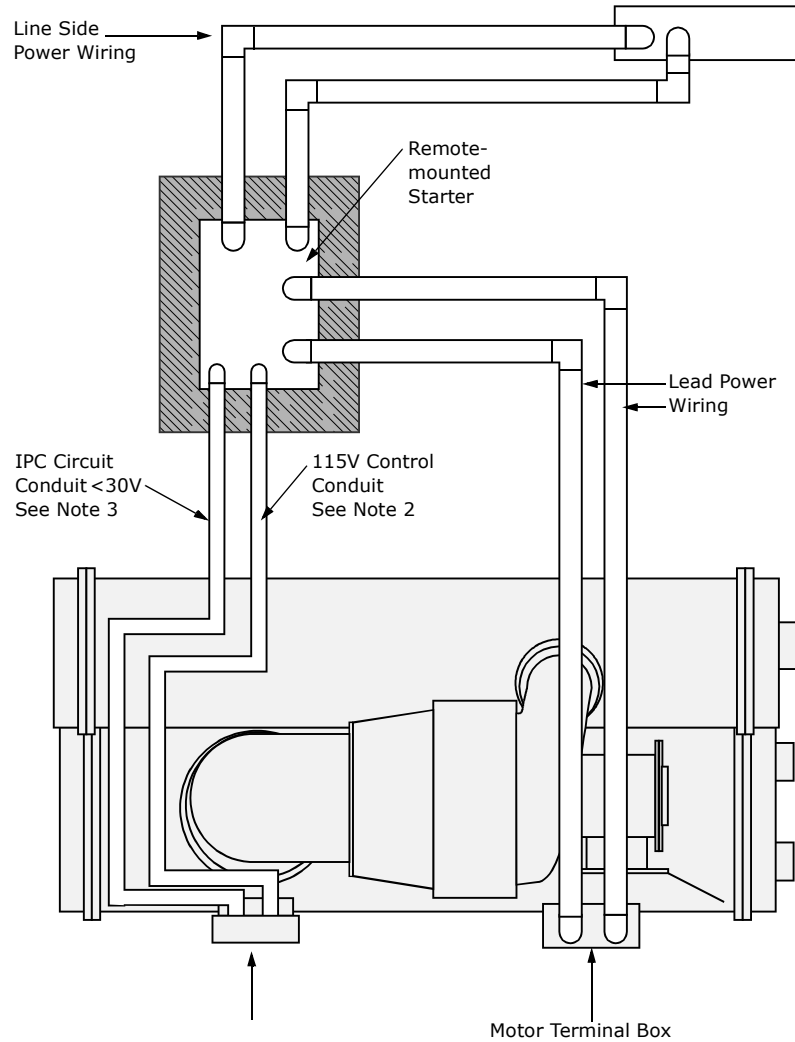 Line Side
Power Wiring
Remote-
mounted
Starter
Lead Power
Wiring
IPC Circuit
Conduit <30V
See Note 3
115V Control
Conduit
See Note 2
Motor Terminal Box